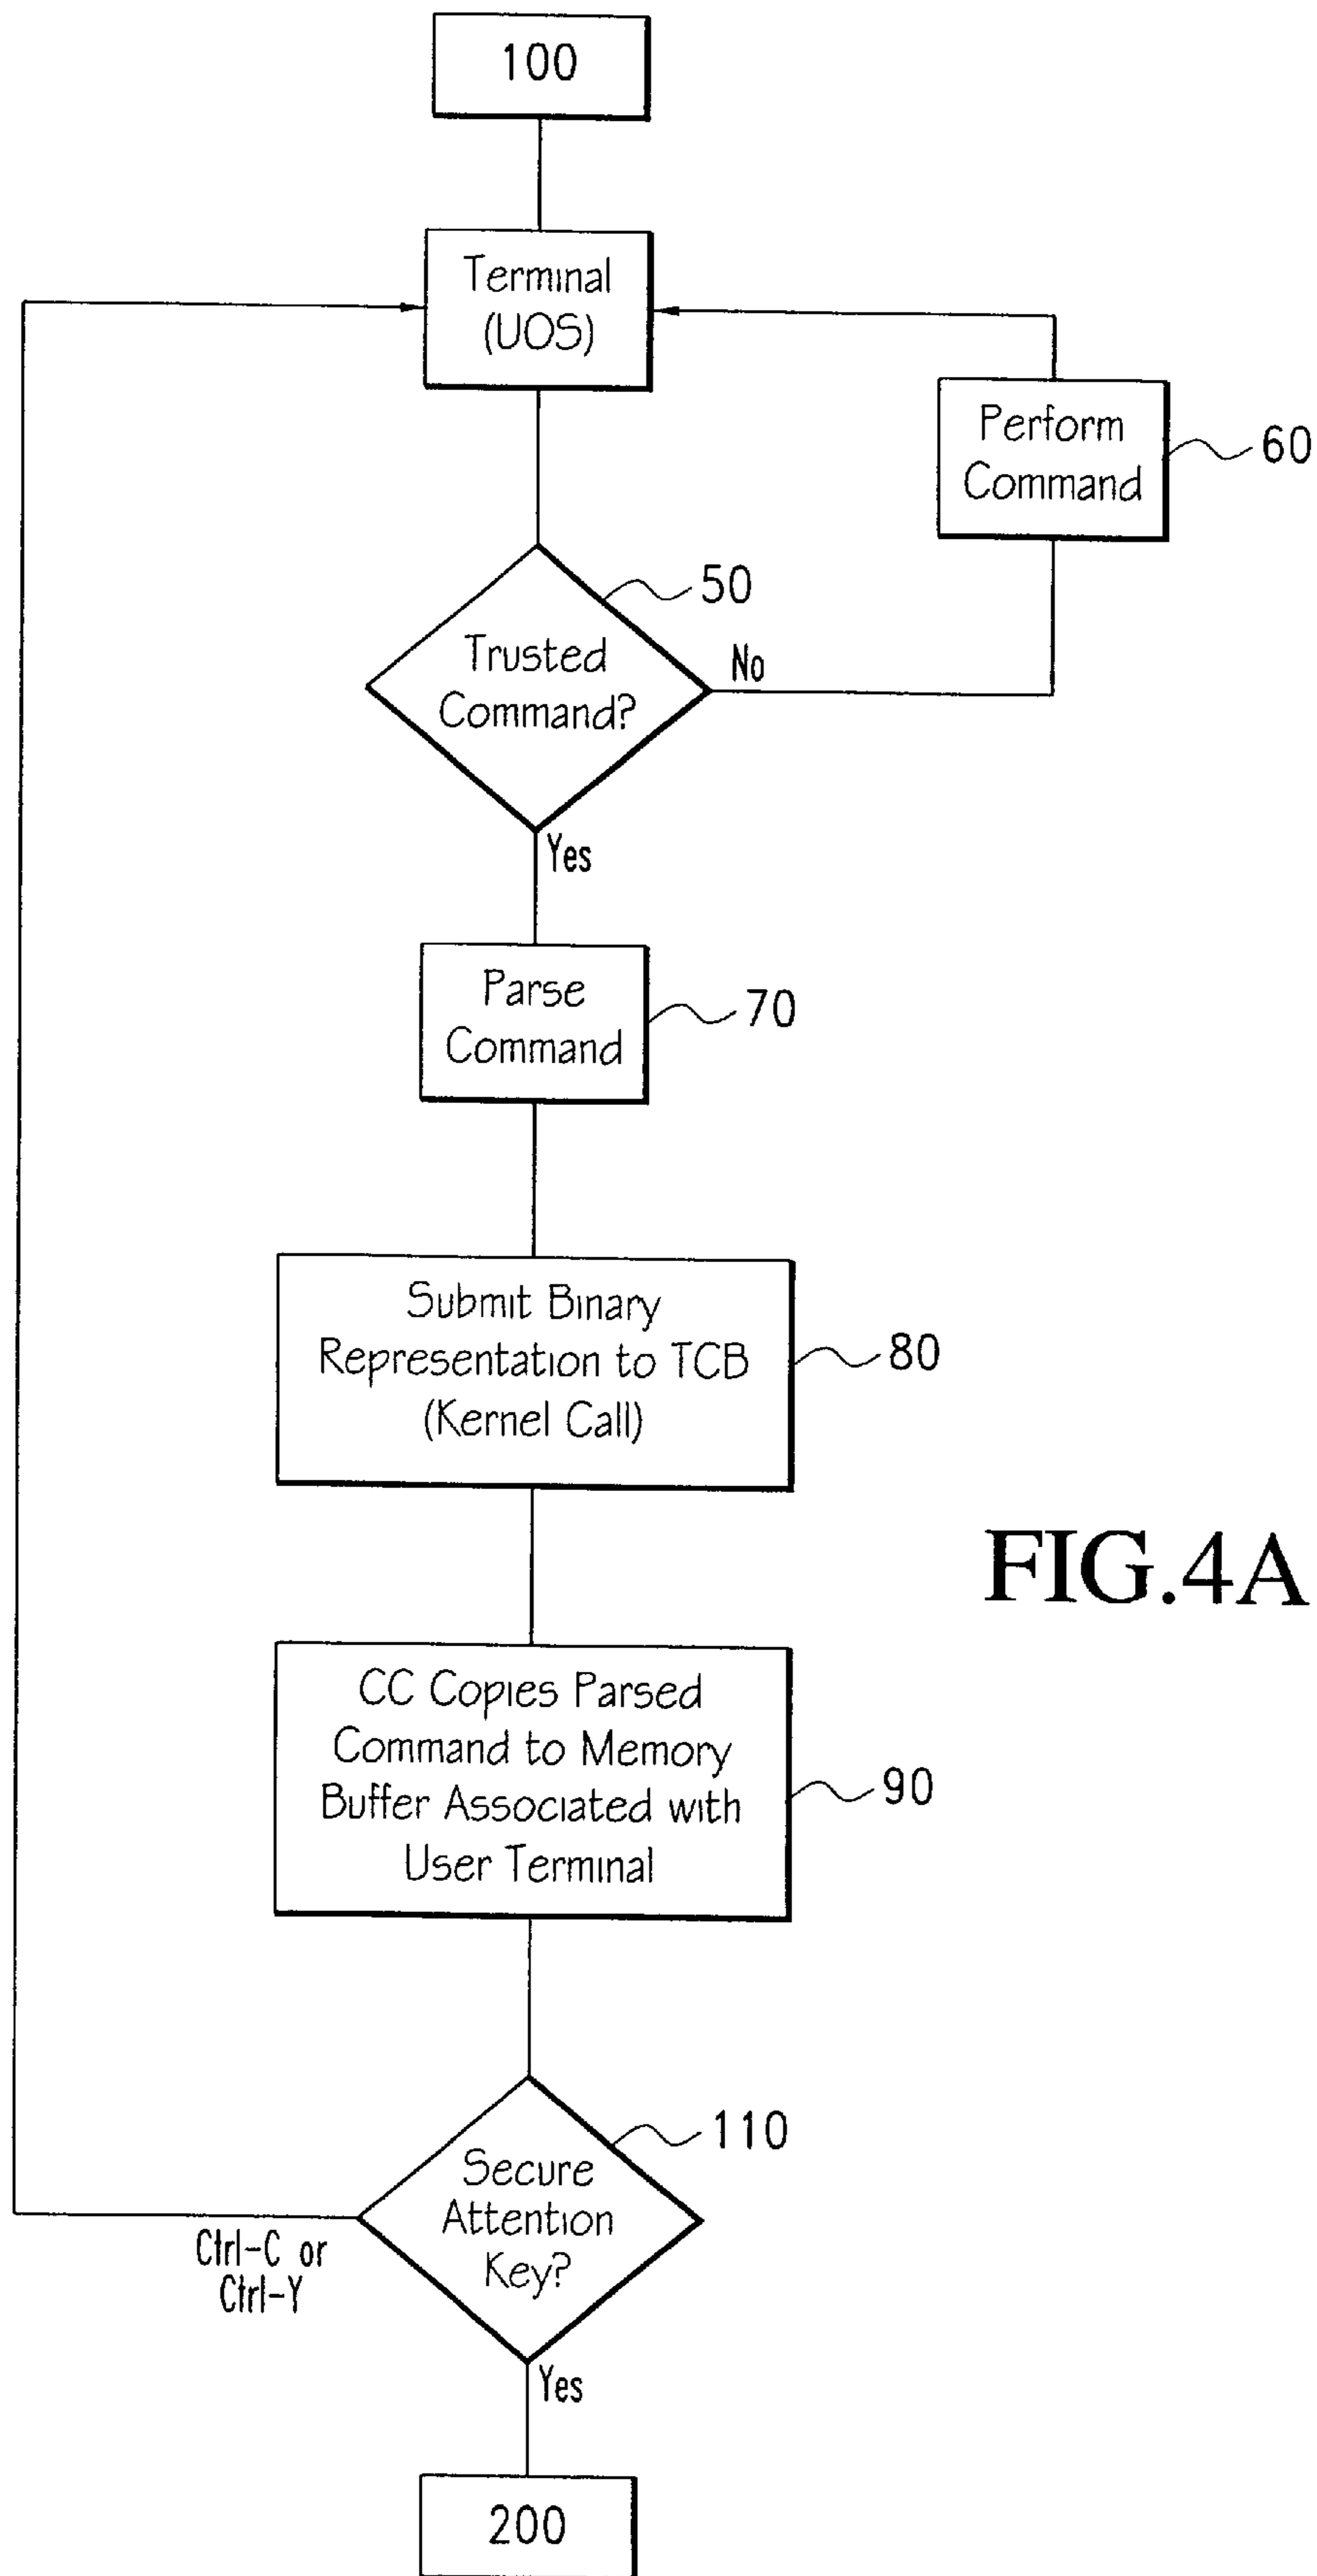 100
Terminal
(UOS)
Perform
Command
60
50
Trusted
Command?
No
Yes
Parse
Command
70
Submit Binary
Representation to TCB
(Kernel Call)
80
FIG.4A
CC Copies Parsed
Command to Memory
Buffer Associated with
User Terminal
90
110
Secure
Attention
Key?
Ctrl-C or
Ctrl-Y
Yes
200